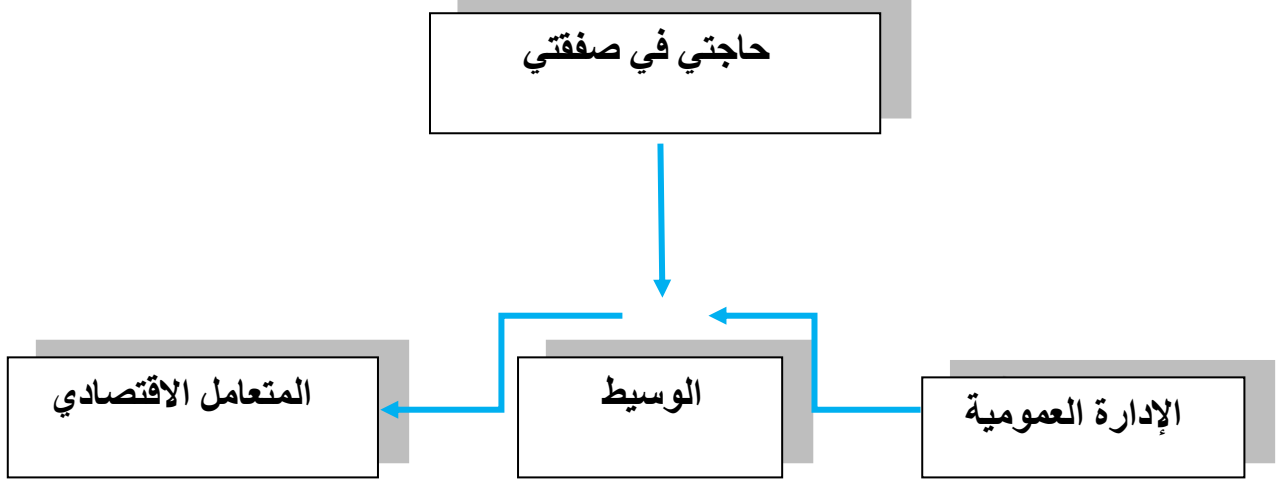 حاجتي في صفقتي
الإدارة العمومية
الوسيط
المتعامل الاقتصادي